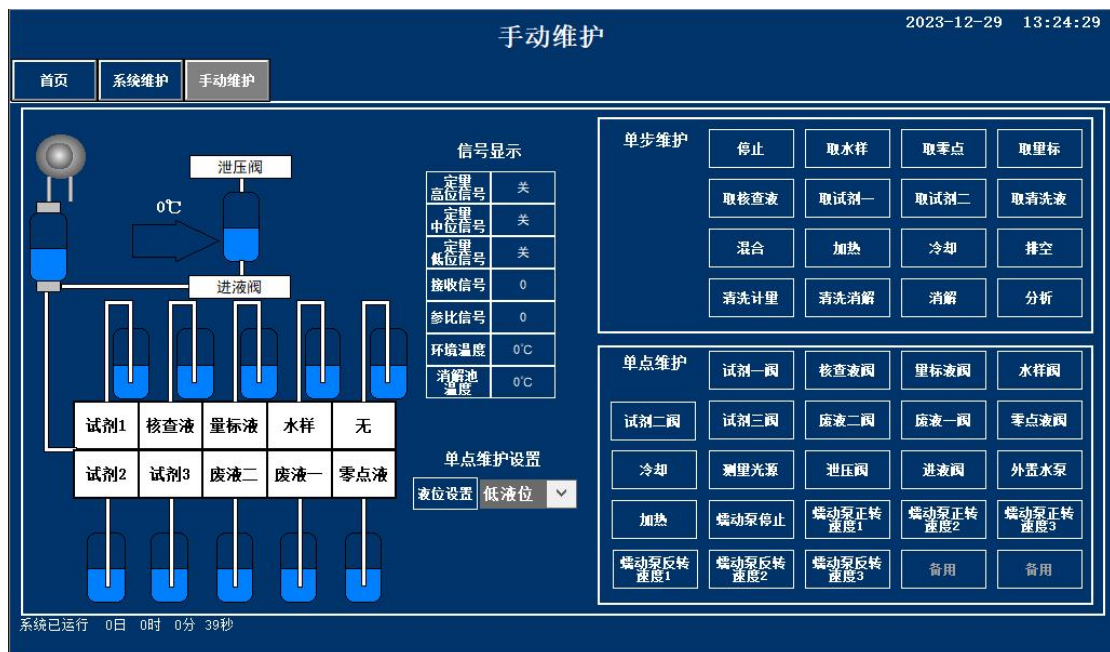 手动维护
2023-12-29 13:24:29
首页 系统维护 手动维护
泄压阀
0℃
进液阀
试剂1 核查液 量标液 水样 无
试剂2 试剂3 废液二 废液一 零点液
信号显示
定量
高位信号 关
定量
中位信号 关
定量
低位信号 关
接收信号 0
参比信号 0
环境温度 0℃
消解池
温度 0℃
单点维护设置
液位设置 低液位
单步维护 停止 取水样 取零点 取量标
取核查液 取试剂一 取试剂二 取清洗液
混合 加热 冷却 排空
清洗计量 清洗消解 消解 分析
单点维护 试剂一阀 核查液阀 量标液阀 水样阀
试剂二阀 试剂三阀 废液二阀 废液一阀 零点液阀
冷却 测量光源 泄压阀 进液阀 外置水泵
加热 蠕动泵停止 蠕动泵正转速度1 蠕动泵正转速度2 蠕动泵正转速度3
蠕动泵反转速度1 蠕动泵反转速度2 蠕动泵反转速度3 备用 备用
系统已运行 0日 0时 0分 39秒